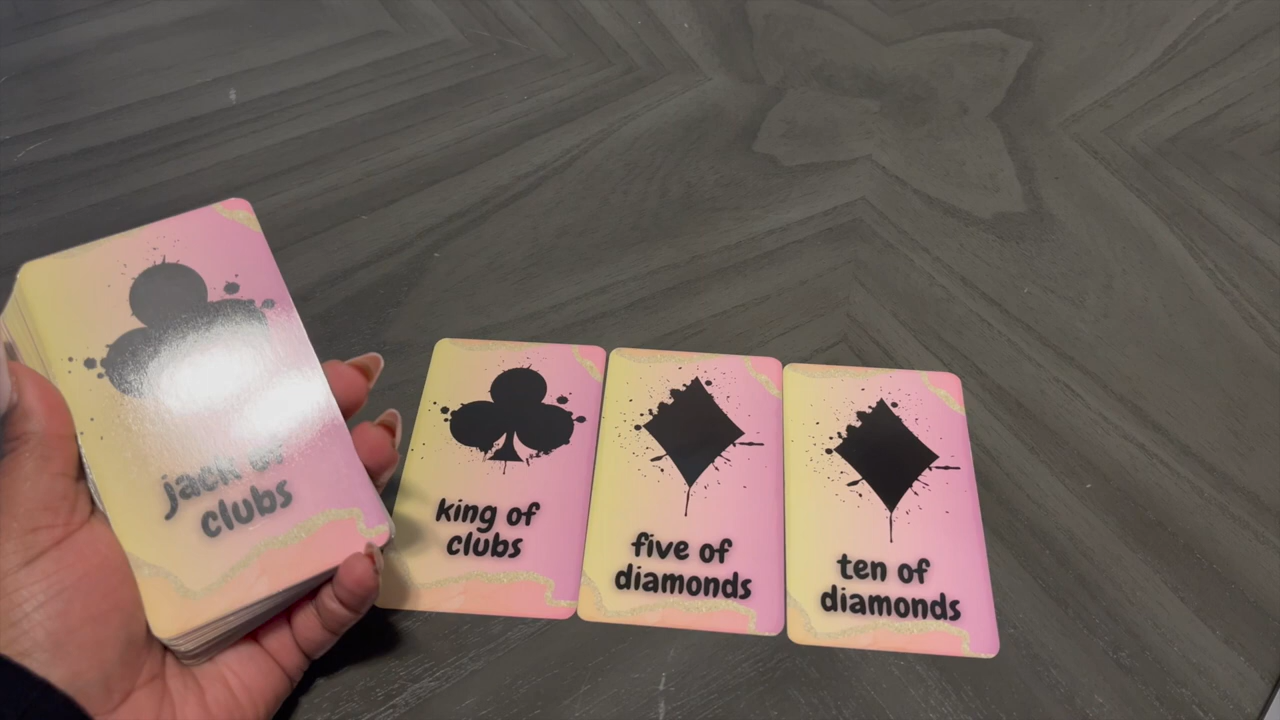 jack of
clubs
king of
clubs
five of
diamonds
ten of
diamonds